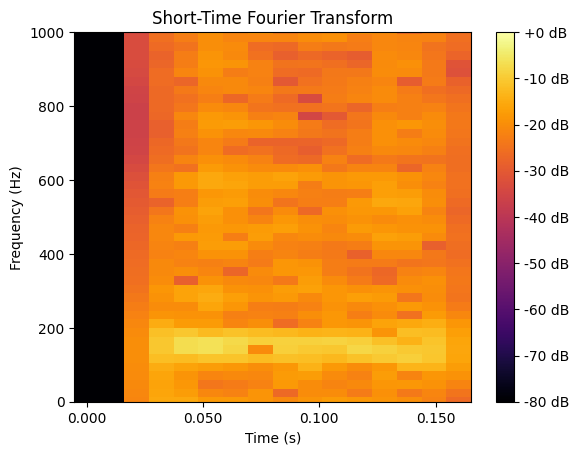 Short-Time Fourier Transform
1000
800
600
400
200
0
Frequency (Hz)
0.000
0.050
0.100
0.150
Time (s)
+0 dB
-10 dB
-20 dB
-30 dB
-40 dB
-50 dB
-60 dB
-70 dB
-80 dB